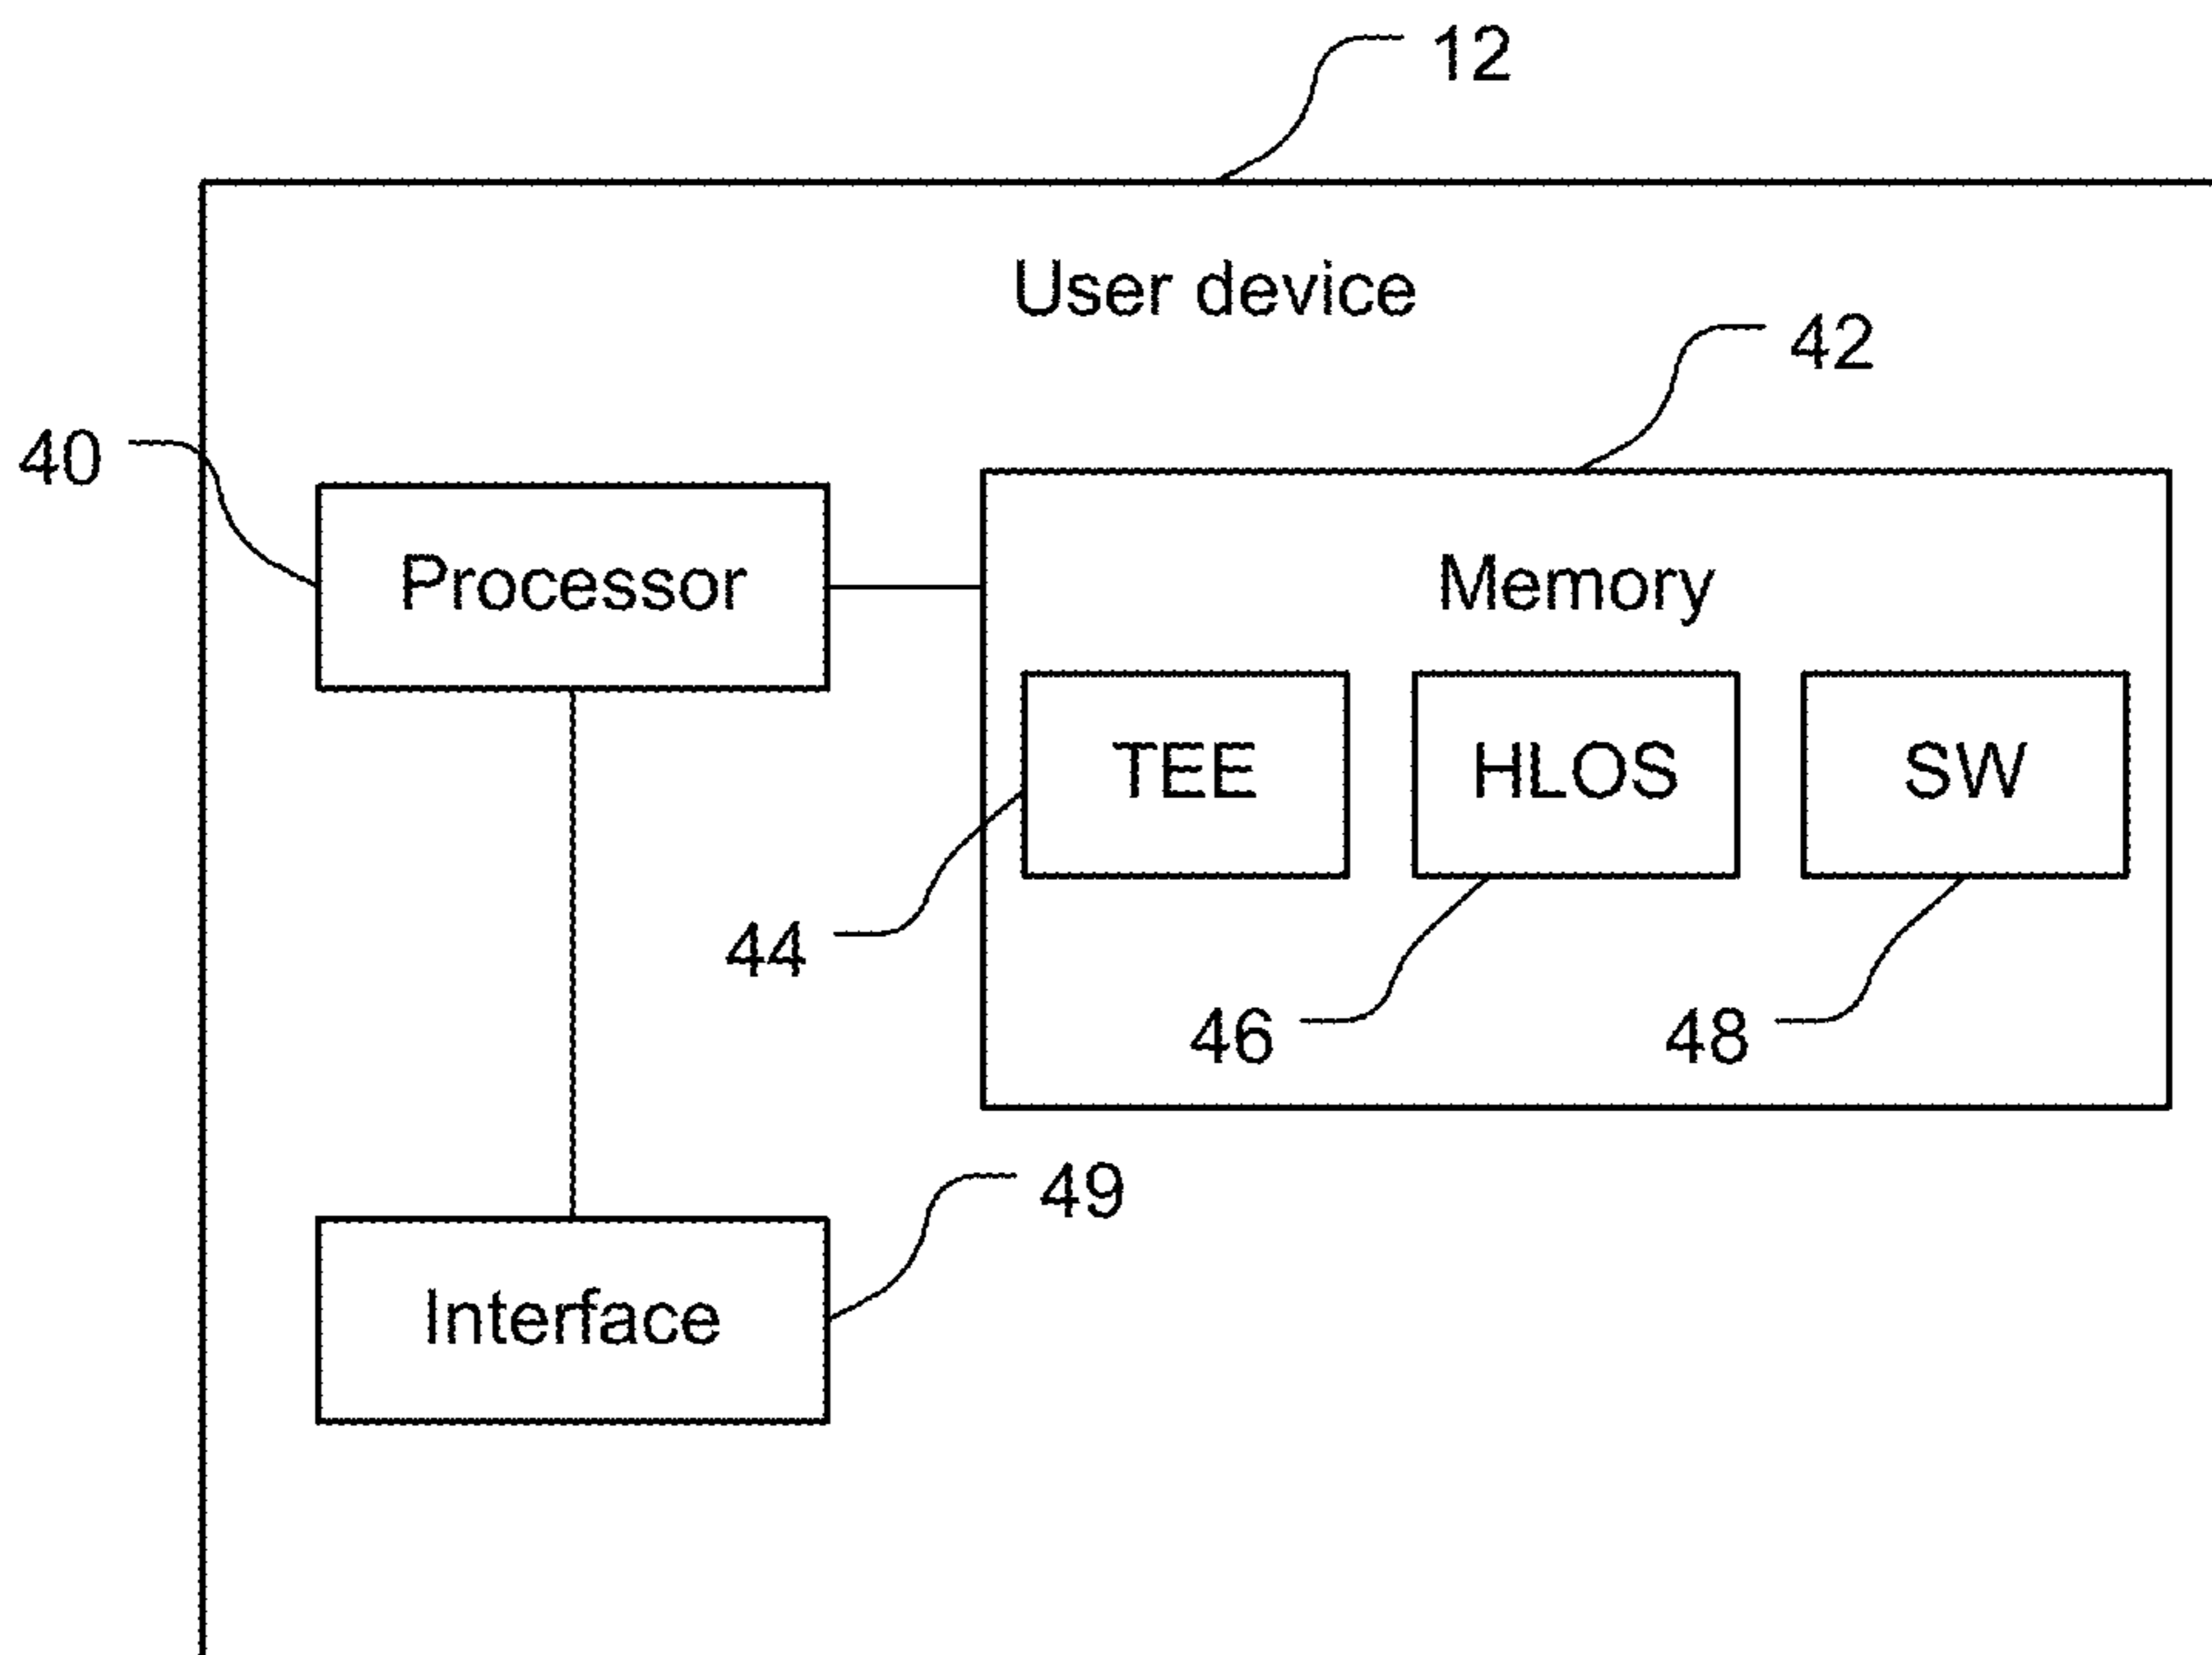 12
User device
42
40
Processor
Memory
TEE
HLOS
SW
44
46
48
49
Interface